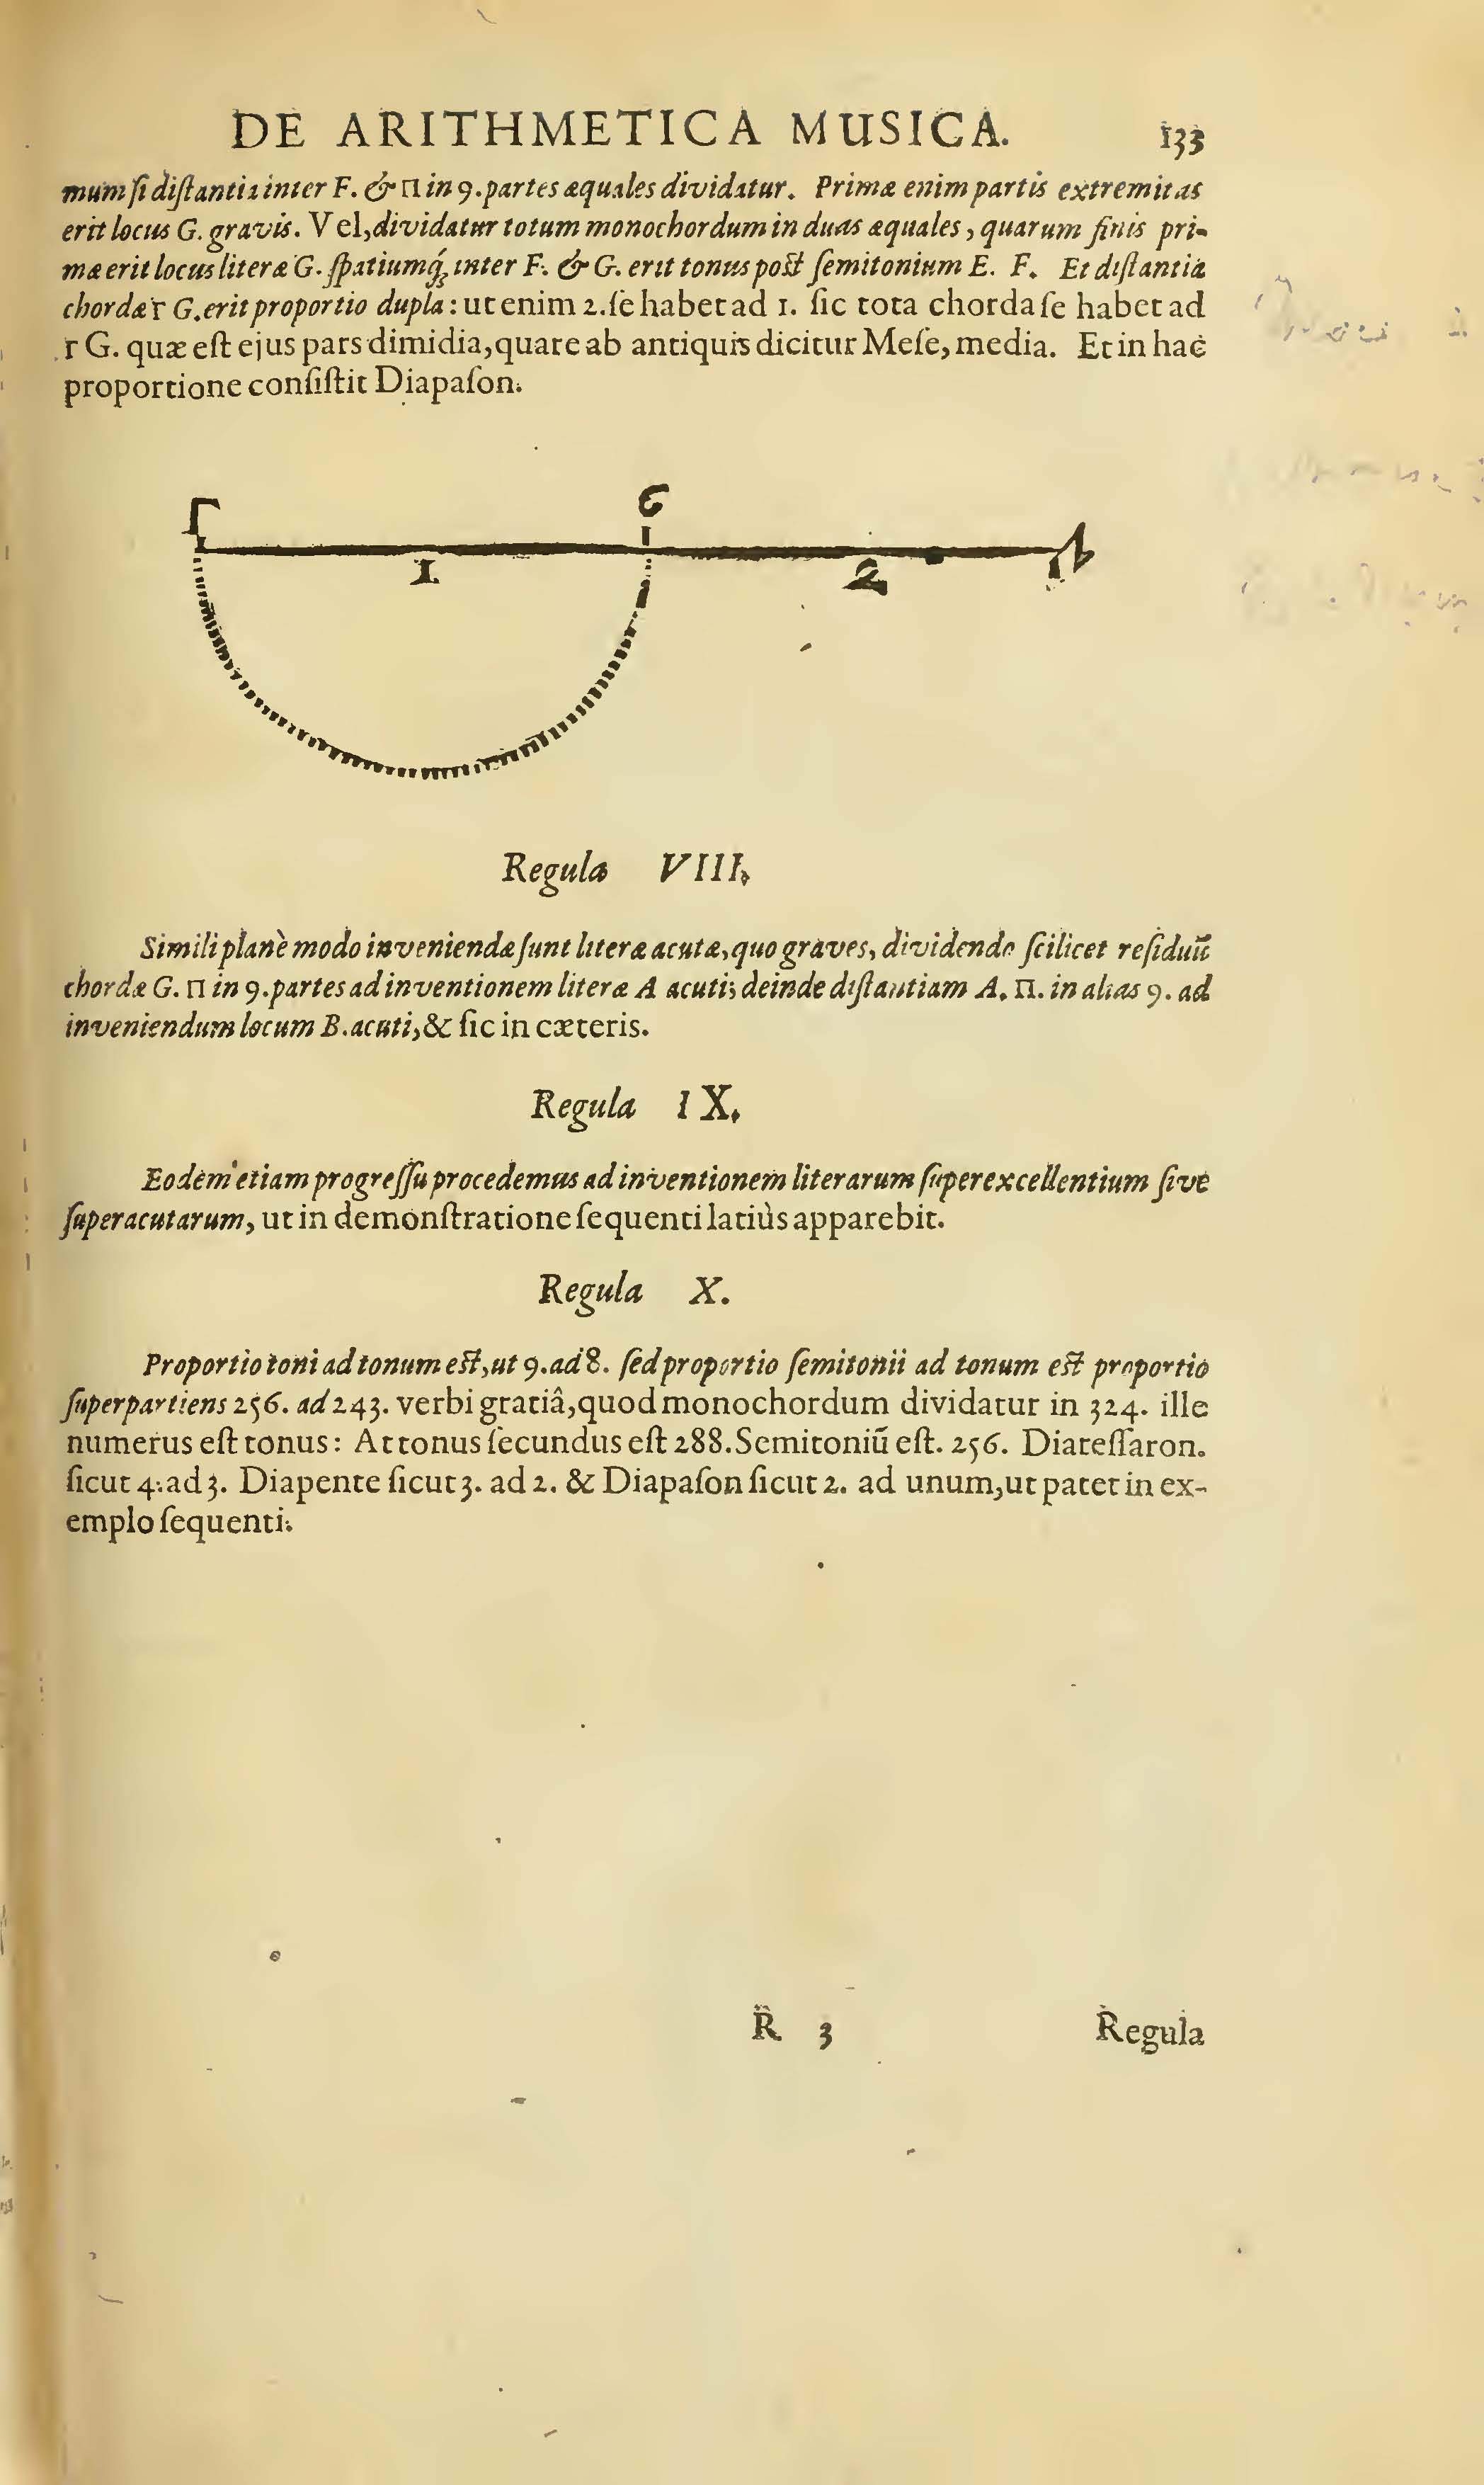 DE ARITHMETICA MUSICA. 133
mum ſi diſtantia inter F. & Π in 9. partes æquales dividatur. Primæ enim partis extremitas
erit locus G. gravis. Vel, dividatur totum monochordum in duas æquales, quarum finis pri-
mæ erit locus literæ G. ſpatiumq́ꝫ inter F. & G. erit tonus poſt ſemitonium E. F. Et diſtantia
chordæ Γ G. erit proportio dupla: ut enim 2. ſe habet ad 1. ſic tota chorda ſe habet ad
Γ G. quæ eſt ejus pars dimidia, quare ab antiquis dicitur Meſe, media. Et in hac
proportione conſiſtit Diapaſon.
Γ G
1 2
Regula VIII.
Simili planè modo inveniendæ ſunt literæ acutæ, quo graves, dividendo ſcilicet reſiduũ
chordæ G. Π in 9. partes ad inventionem literæ A acuti; deinde diſtantiam A. Π. in alias 9. ad
inveniendum locum B. acuti, & ſic in cæteris.
Regula IX.
Eodem etiam progreſſu procedemus ad inventionem literarum ſuperexcellentium ſive
ſuperacutarum, ut in demonſtratione ſequenti latiùs apparebit.
Regula X.
Proportio toni ad tonum eſt, ut 9. ad 8. ſed proportio ſemitonii ad tonum eſt proportio
ſuperpartiens 256. ad 243. verbi gratiâ, quod monochordum dividatur in 324. ille
numerus eſt tonus: At tonus ſecundus eſt 288. Semitoniũ eſt. 256. Diateſſaron.
ſicut 4. ad 3. Diapente ſicut 3. ad 2. & Diapaſon ſicut 2. ad unum, ut patet in ex-
emplo ſequenti.
R 3 Regula